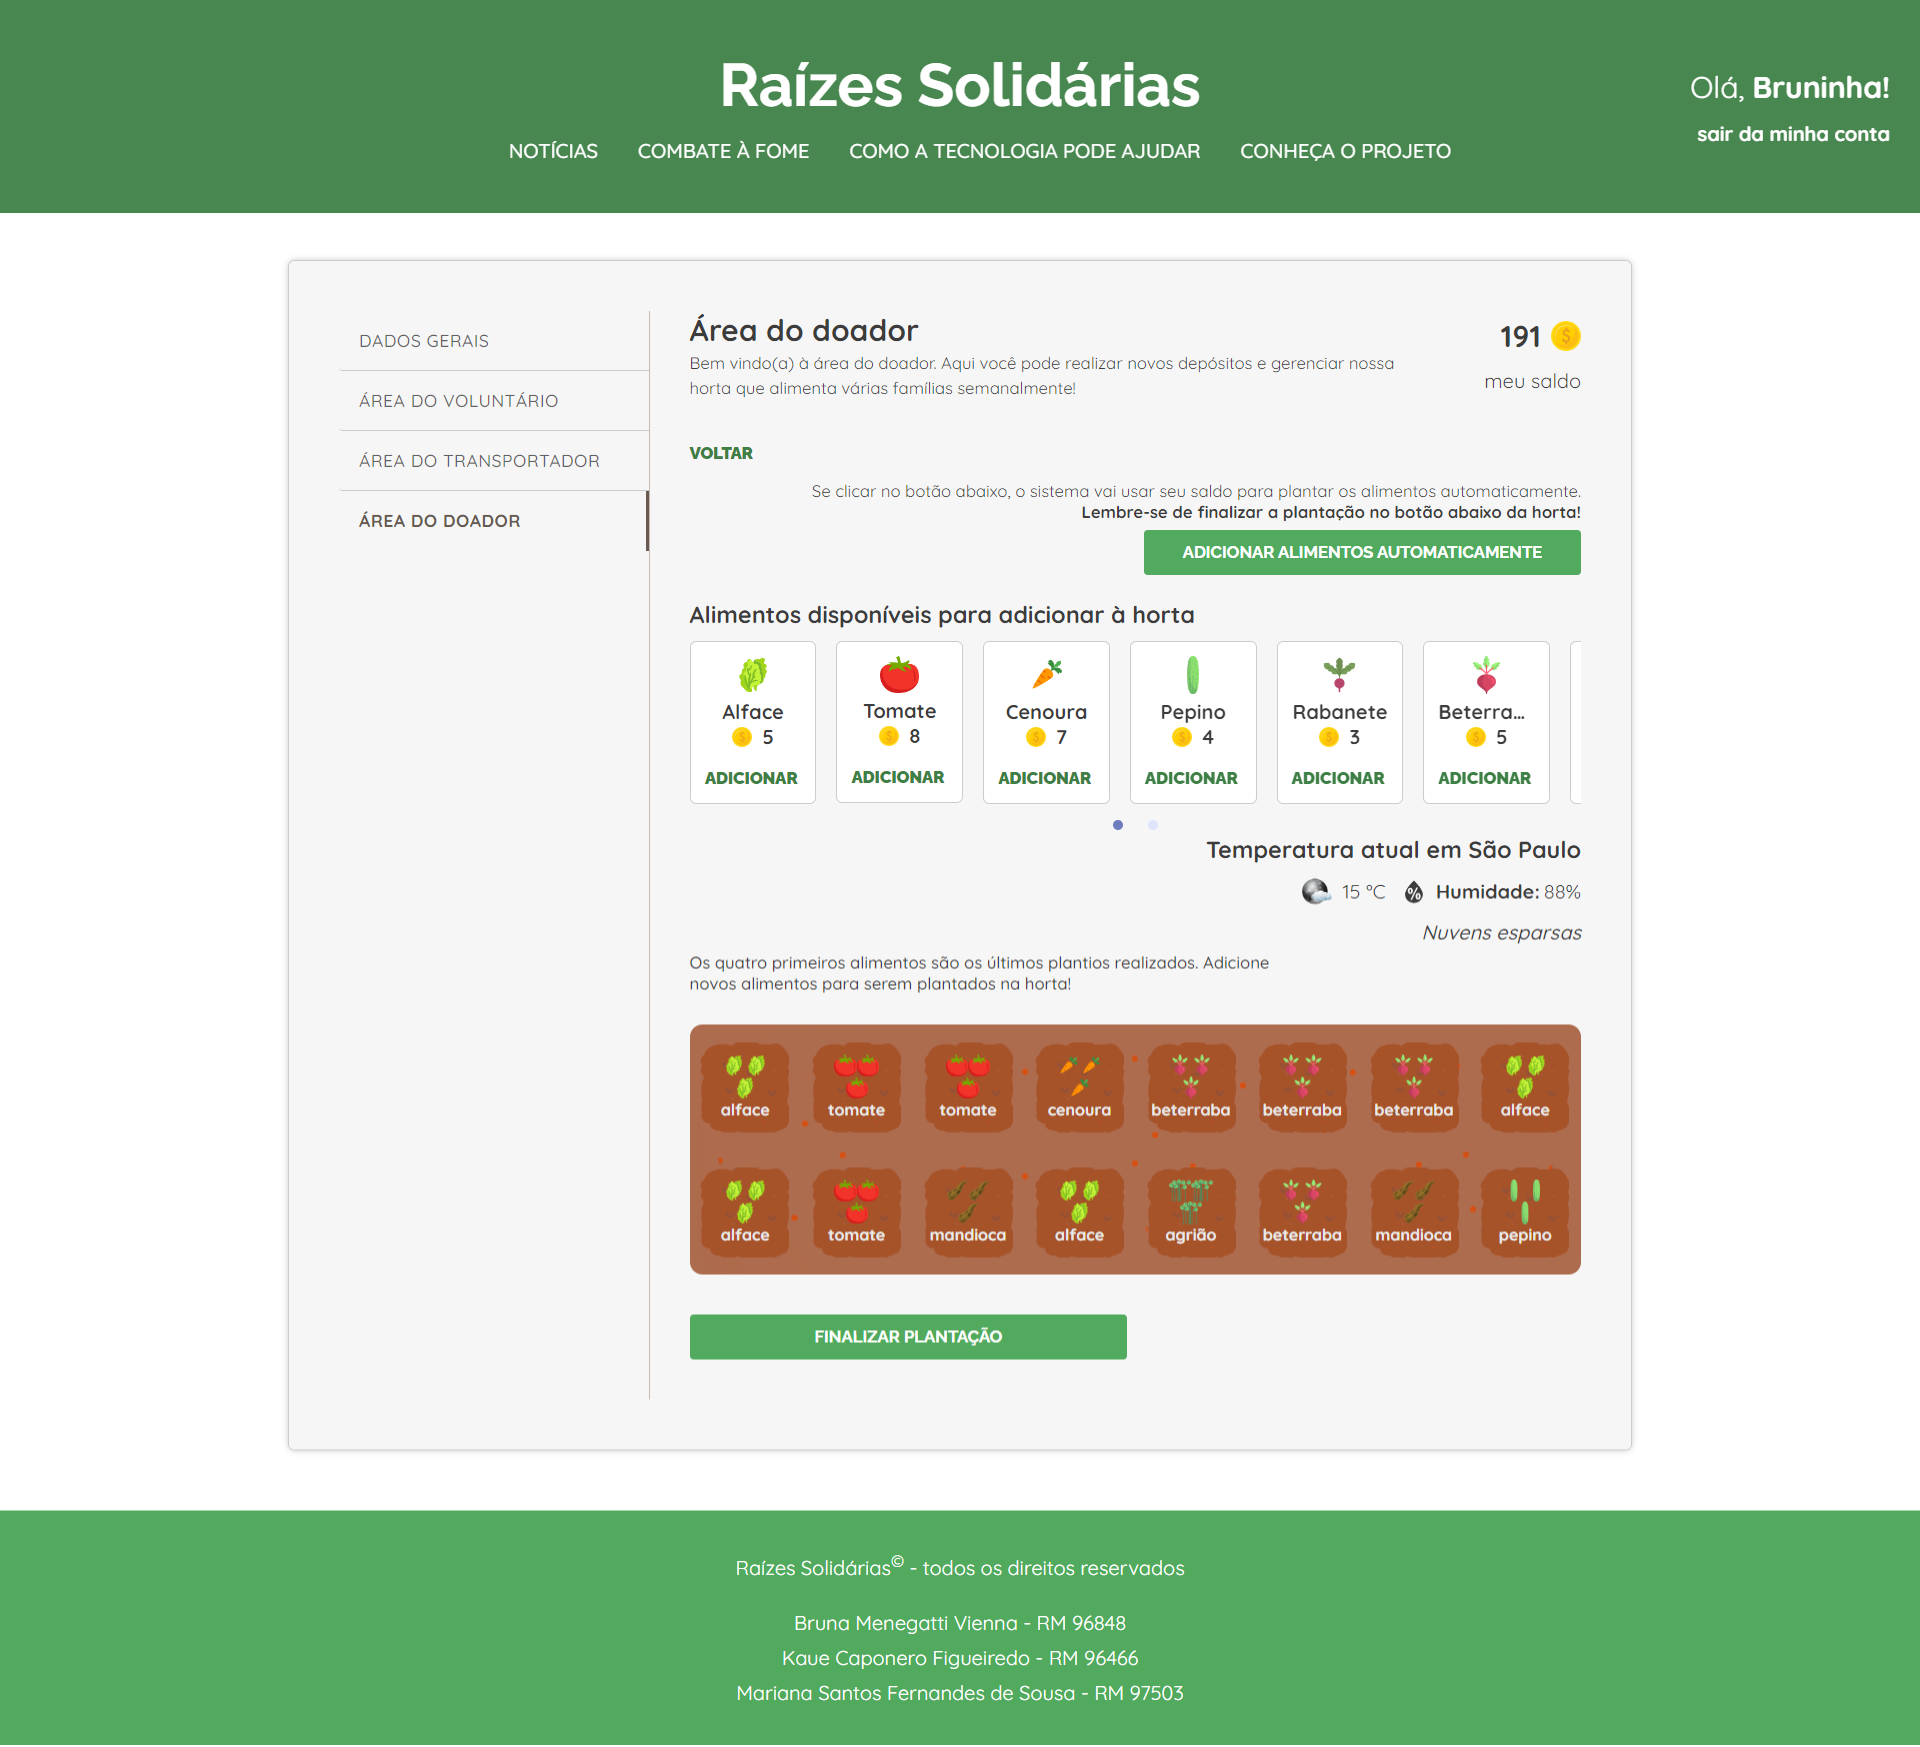 Raízes Solidárias
Olá, Bruninha!
sair da minha conta
NOTÍCIAS COMBATE À FOME COMO A TECNOLOGIA PODE AJUDAR CONHEÇA O PROJETO
DADOS GERAIS
ÁREA DO VOLUNTÁRIO
ÁREA DO TRANSPORTADOR
ÁREA DO DOADOR
Área do doador
Bem vindo(a) à área do doador. Aqui você pode realizar novos depósitos e gerenciar nossa
horta que alimenta várias famílias semanalmente!
191
meu saldo
VOLTAR
Se clicar no botão abaixo, o sistema vai usar seu saldo para plantar os alimentos automaticamente.
Lembre-se de finalizar a plantação no botão abaixo da horta!
ADICIONAR ALIMENTOS AUTOMATICAMENTE
Alimentos disponíveis para adicionar à horta
Alface Tomate Cenoura Pepino Rabanete Beterra...
5 8 7 4 3 5
ADICIONAR ADICIONAR ADICIONAR ADICIONAR ADICIONAR ADICIONAR
Temperatura atual em São Paulo
15 °C Humidade: 88%
Nuvens esparsas
Os quatro primeiros alimentos são os últimos plantios realizados. Adicione
novos alimentos para serem plantados na horta!
alface tomate tomate cenoura beterraba beterraba beterraba alface
alface tomate mandioca alface agrião beterraba mandioca pepino
FINALIZAR PLANTAÇÃO
Raízes Solidárias© - todos os direitos reservados
Bruna Menegatti Vienna - RM 96848
Kaue Caponero Figueiredo - RM 96466
Mariana Santos Fernandes de Sousa - RM 97503